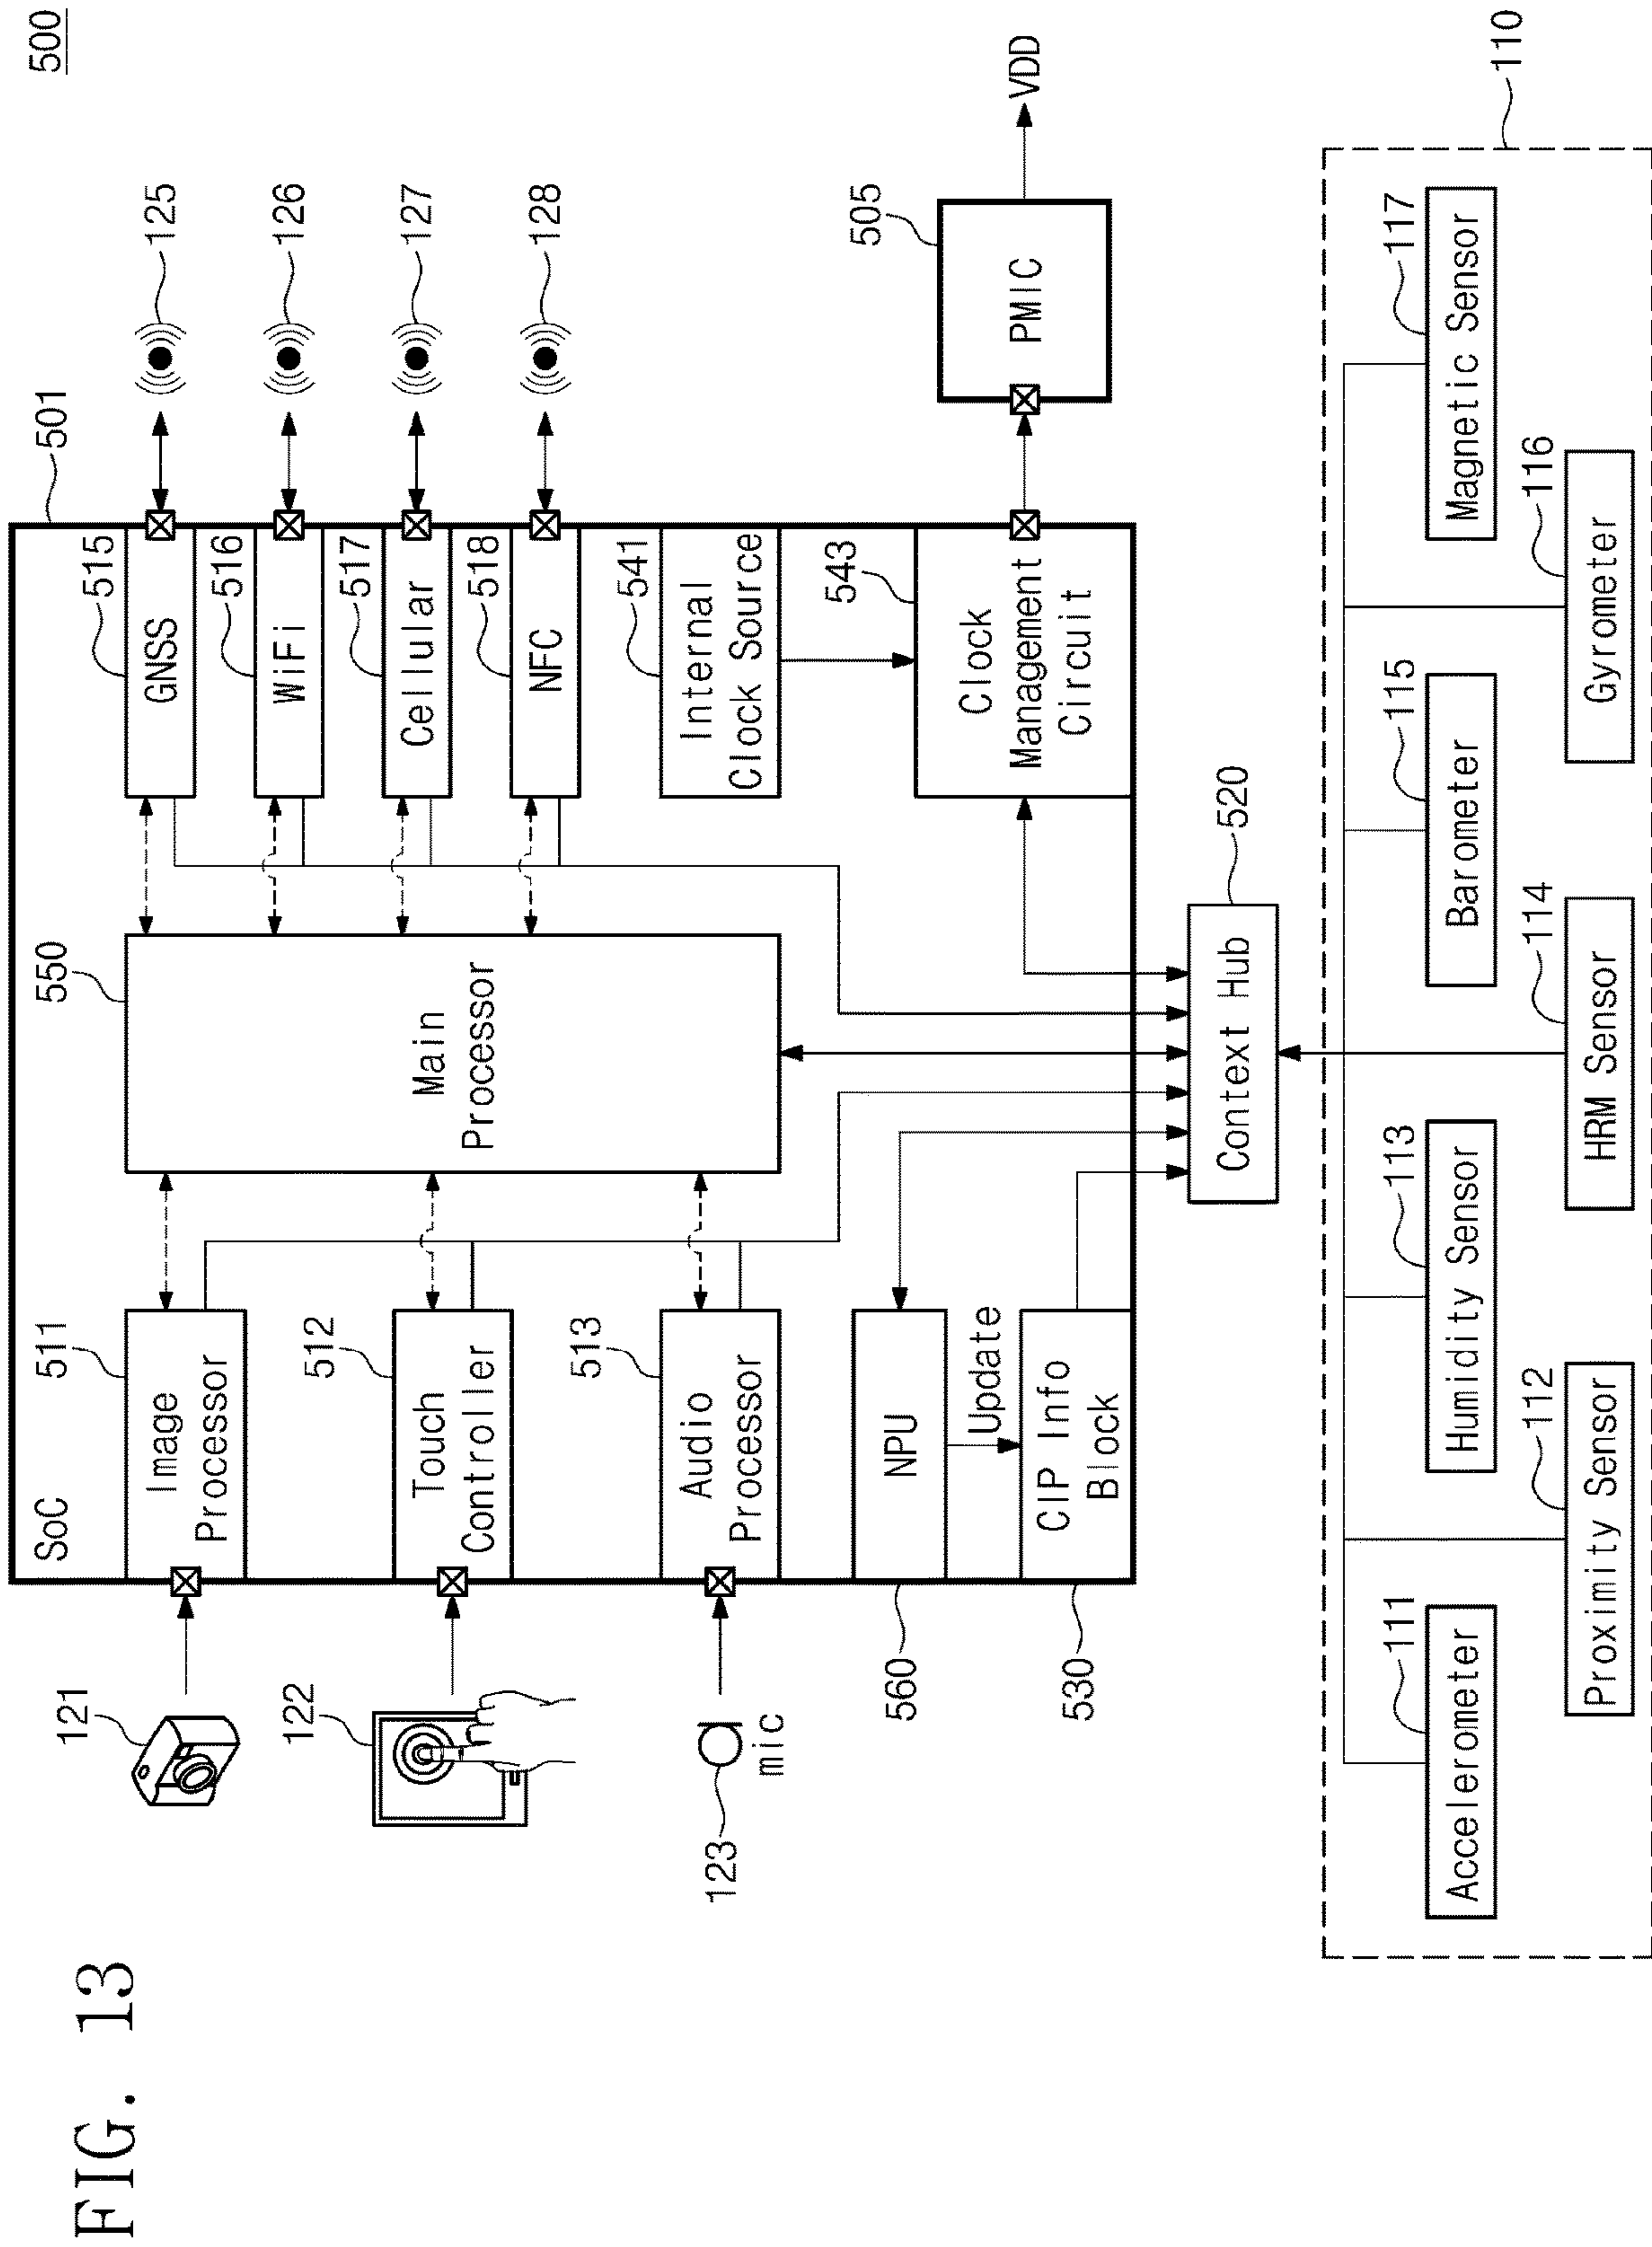 FIG. 13
500
SoC
501
121
511
Image
Processor
550
Main
Processor
515
GNSS
125
516
WiFi
126
122
512
Touch
Controller
517
Cellular
127
518
NFC
128
123
mic
513
Audio
Processor
541
Internal
Clock Source
560
NPU
Update
543
Clock
Management
Circuit
505
PMIC
VDD
530
CIP Info
Block
520
Context Hub
110
111
Accelerometer
113
Humidity Sensor
115
Barometer
117
Magnetic Sensor
112
Proximity Sensor
114
HRM Sensor
116
Gyrometer